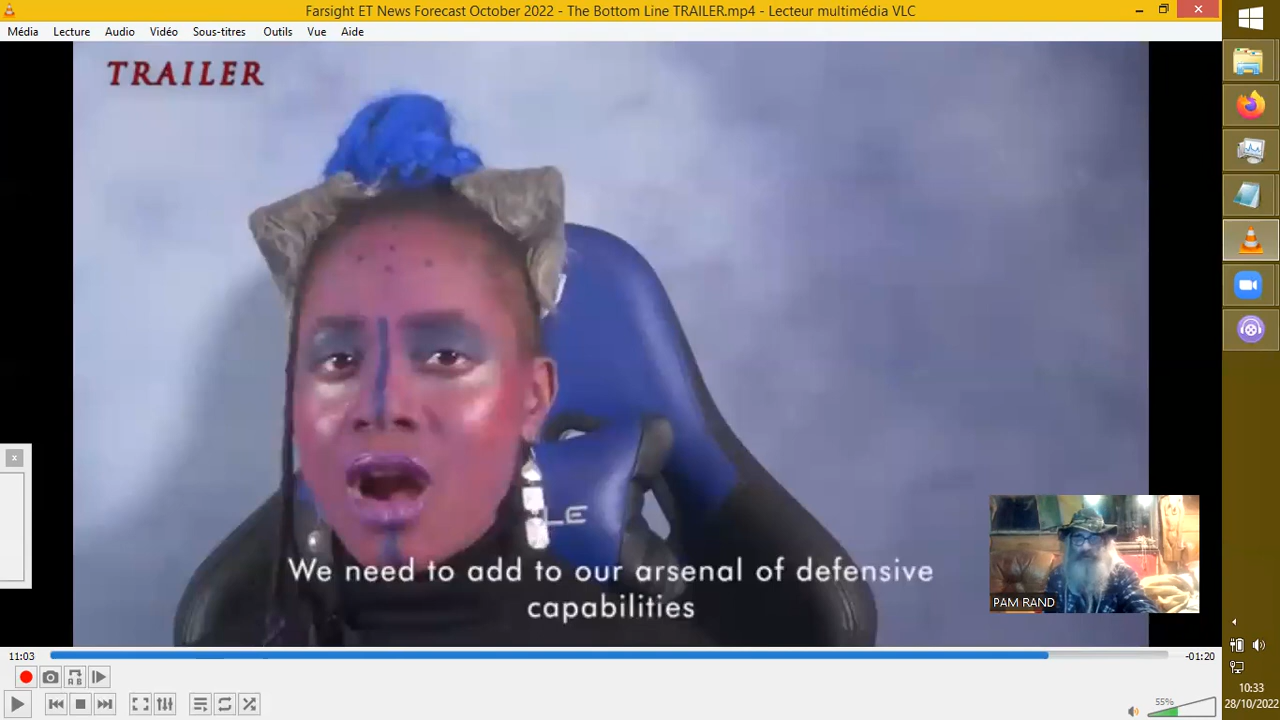 Farsight ET News Forecast October 2022 - The Bottom Line TRAILER.mp4 - Lecteur multimédia VLC
Média Lecture Audio Vidéo Sous-titres Outils Vue Aide
TRAILER
LE
We need to add to our arsenal of defensive
capabilities
PAM RAND
11:03
-01:20
55%
10:33
28/10/2022